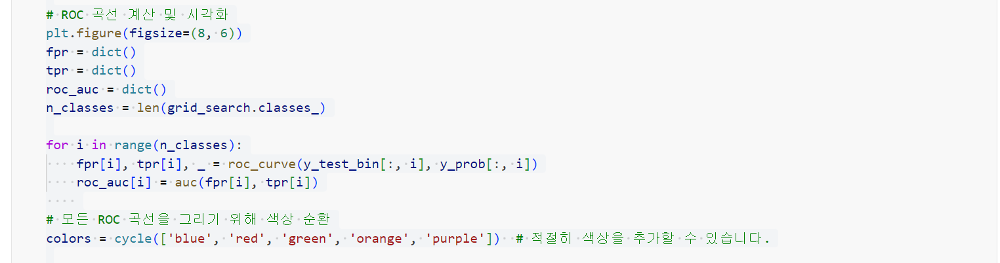 # ROC 곡선 계산 및 시각화
plt.figure(figsize=(8, 6))
fpr = dict()
tpr = dict()
roc_auc = dict()
n_classes = len(grid_search.classes_)
for i in range(n_classes):
    fpr[i], tpr[i], _ = roc_curve(y_test_bin[:, i], y_prob[:, i])
    roc_auc[i] = auc(fpr[i], tpr[i])
# 모든 ROC 곡선을 그리기 위해 색상 순환
colors = cycle(['blue', 'red', 'green', 'orange', 'purple'])  # 적절히 색상을 추가할 수 있습니다.